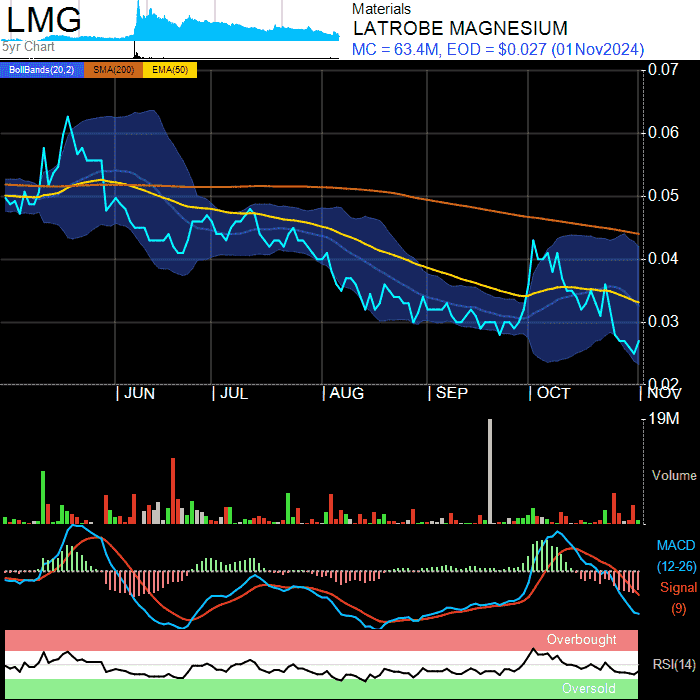 LMG
5yr Chart
Materials
LATROBE MAGNESIUM
MC = 63.4M, EOD = $0.027 (01Nov2024)
BollBands(20,2) SMA(200) EMA(50)
0.07
0.06
0.05
0.04
0.03
0.02
JUN JUL AUG SEP OCT NOV
19M
Volume
MACD
(12-26)
Signal
(9)
Overbought
RSI(14)
Oversold